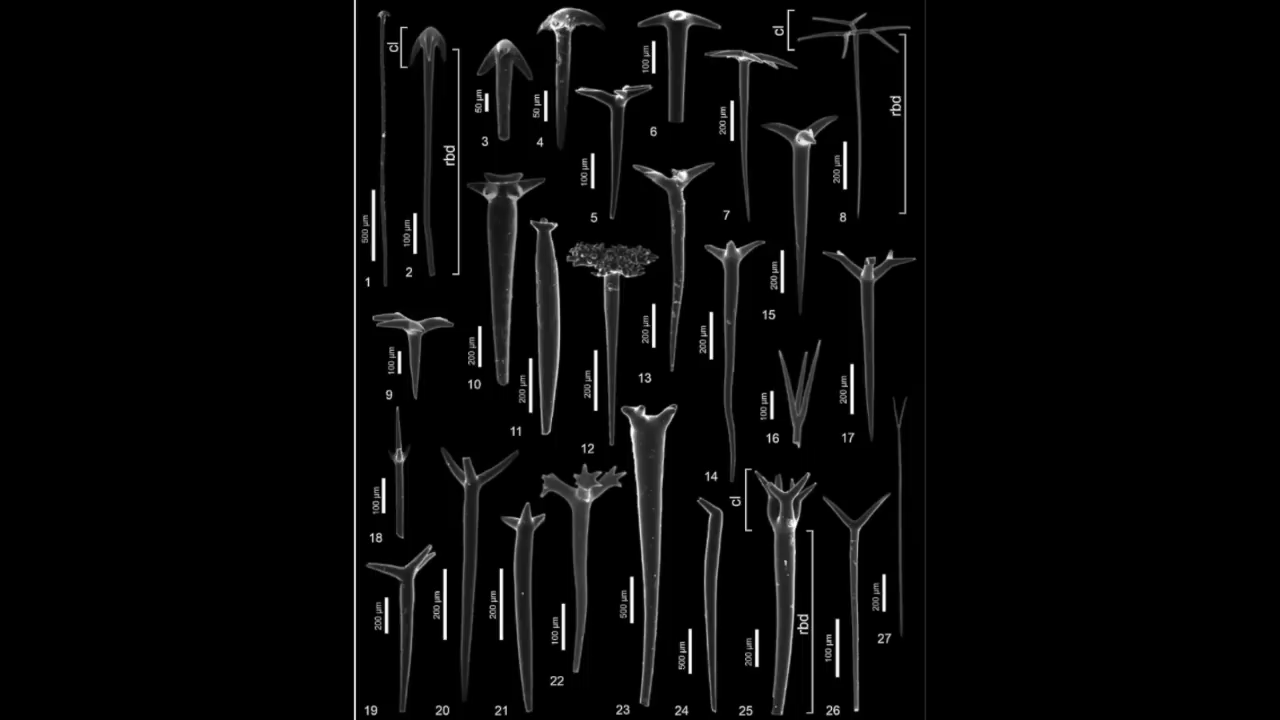 cl
rbd
500 µm
1
100 µm
2
50 µm
3
50 µm
4
100 µm
5
100 µm
6
200 µm
7
cl
rbd
200 µm
8
100 µm
9
200 µm
10
200 µm
11
200 µm
12
200 µm
13
200 µm
14
200 µm
15
100 µm
16
200 µm
17
100 µm
18
200 µm
19
200 µm
20
200 µm
21
100 µm
22
500 µm
23
500 µm
24
cl
rbd
200 µm
25
100 µm
26
200 µm
27